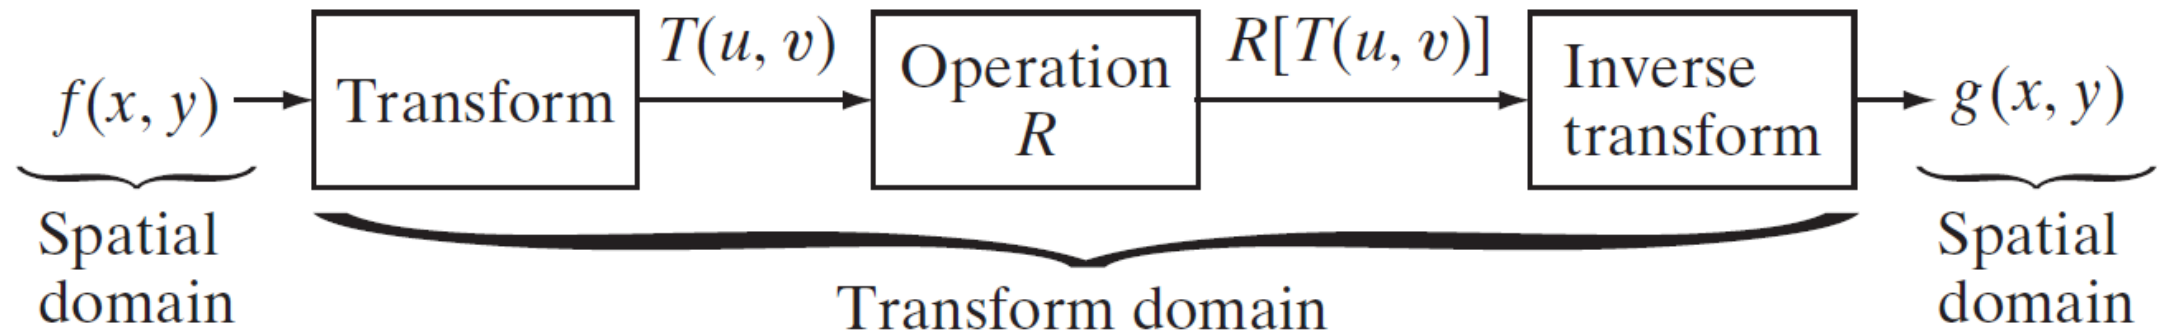 f(x, y)
Transform
T(u, v)
Operation
R
R[T(u, v)]
Inverse
transform
g(x, y)
Spatial
domain
Transform domain
Spatial
domain